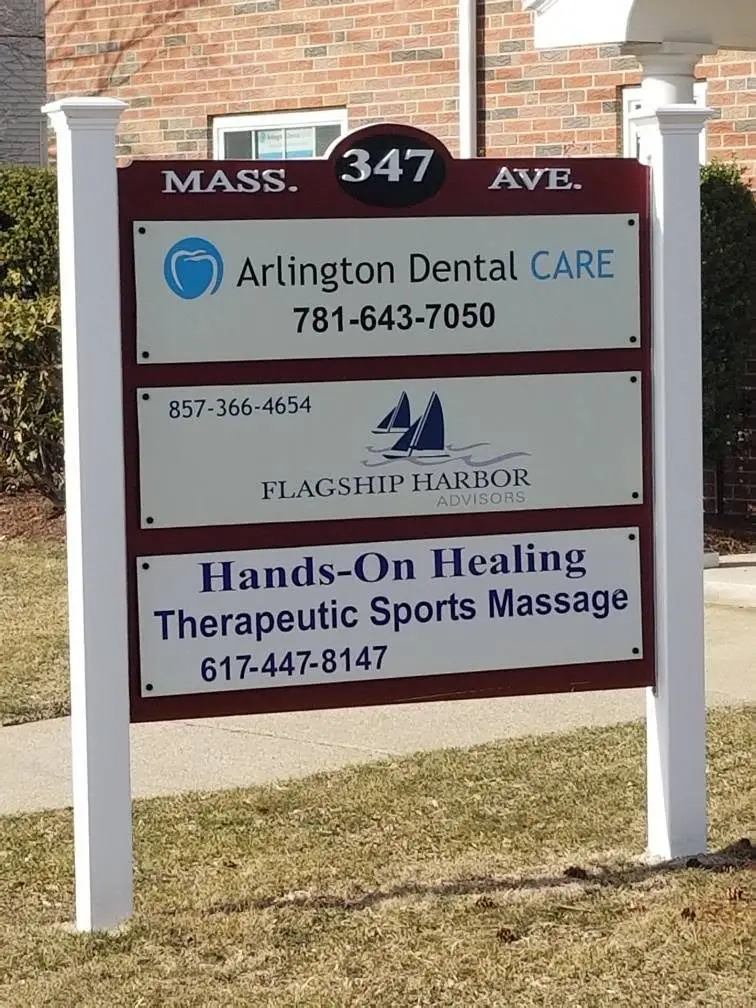 MASS. 347 AVE.
Arlington Dental CARE
781-643-7050
857-366-4654
FLAGSHIP HARBOR
ADVISORS
Hands-On Healing
Therapeutic Sports Massage
617-447-8147